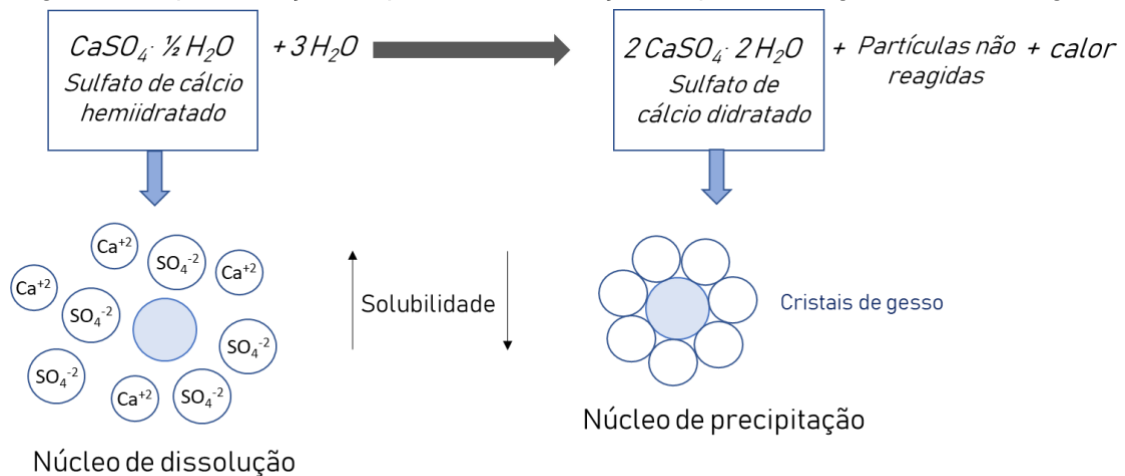 CaSO₄· ½ H₂O
Sulfato de cálcio
hemiidratado
+ 3 H₂O
2 CaSO₄· 2 H₂O
Sulfato de
cálcio didratado
+ Partículas não
reagidas
+ calor
Ca⁺²
Ca⁺²
SO₄⁻²
Ca⁺²
SO₄⁻²
SO₄⁻²
SO₄⁻²
Ca⁺²
SO₄⁻²
Solubilidade
Cristais de gesso
Núcleo de precipitação
Núcleo de dissolução